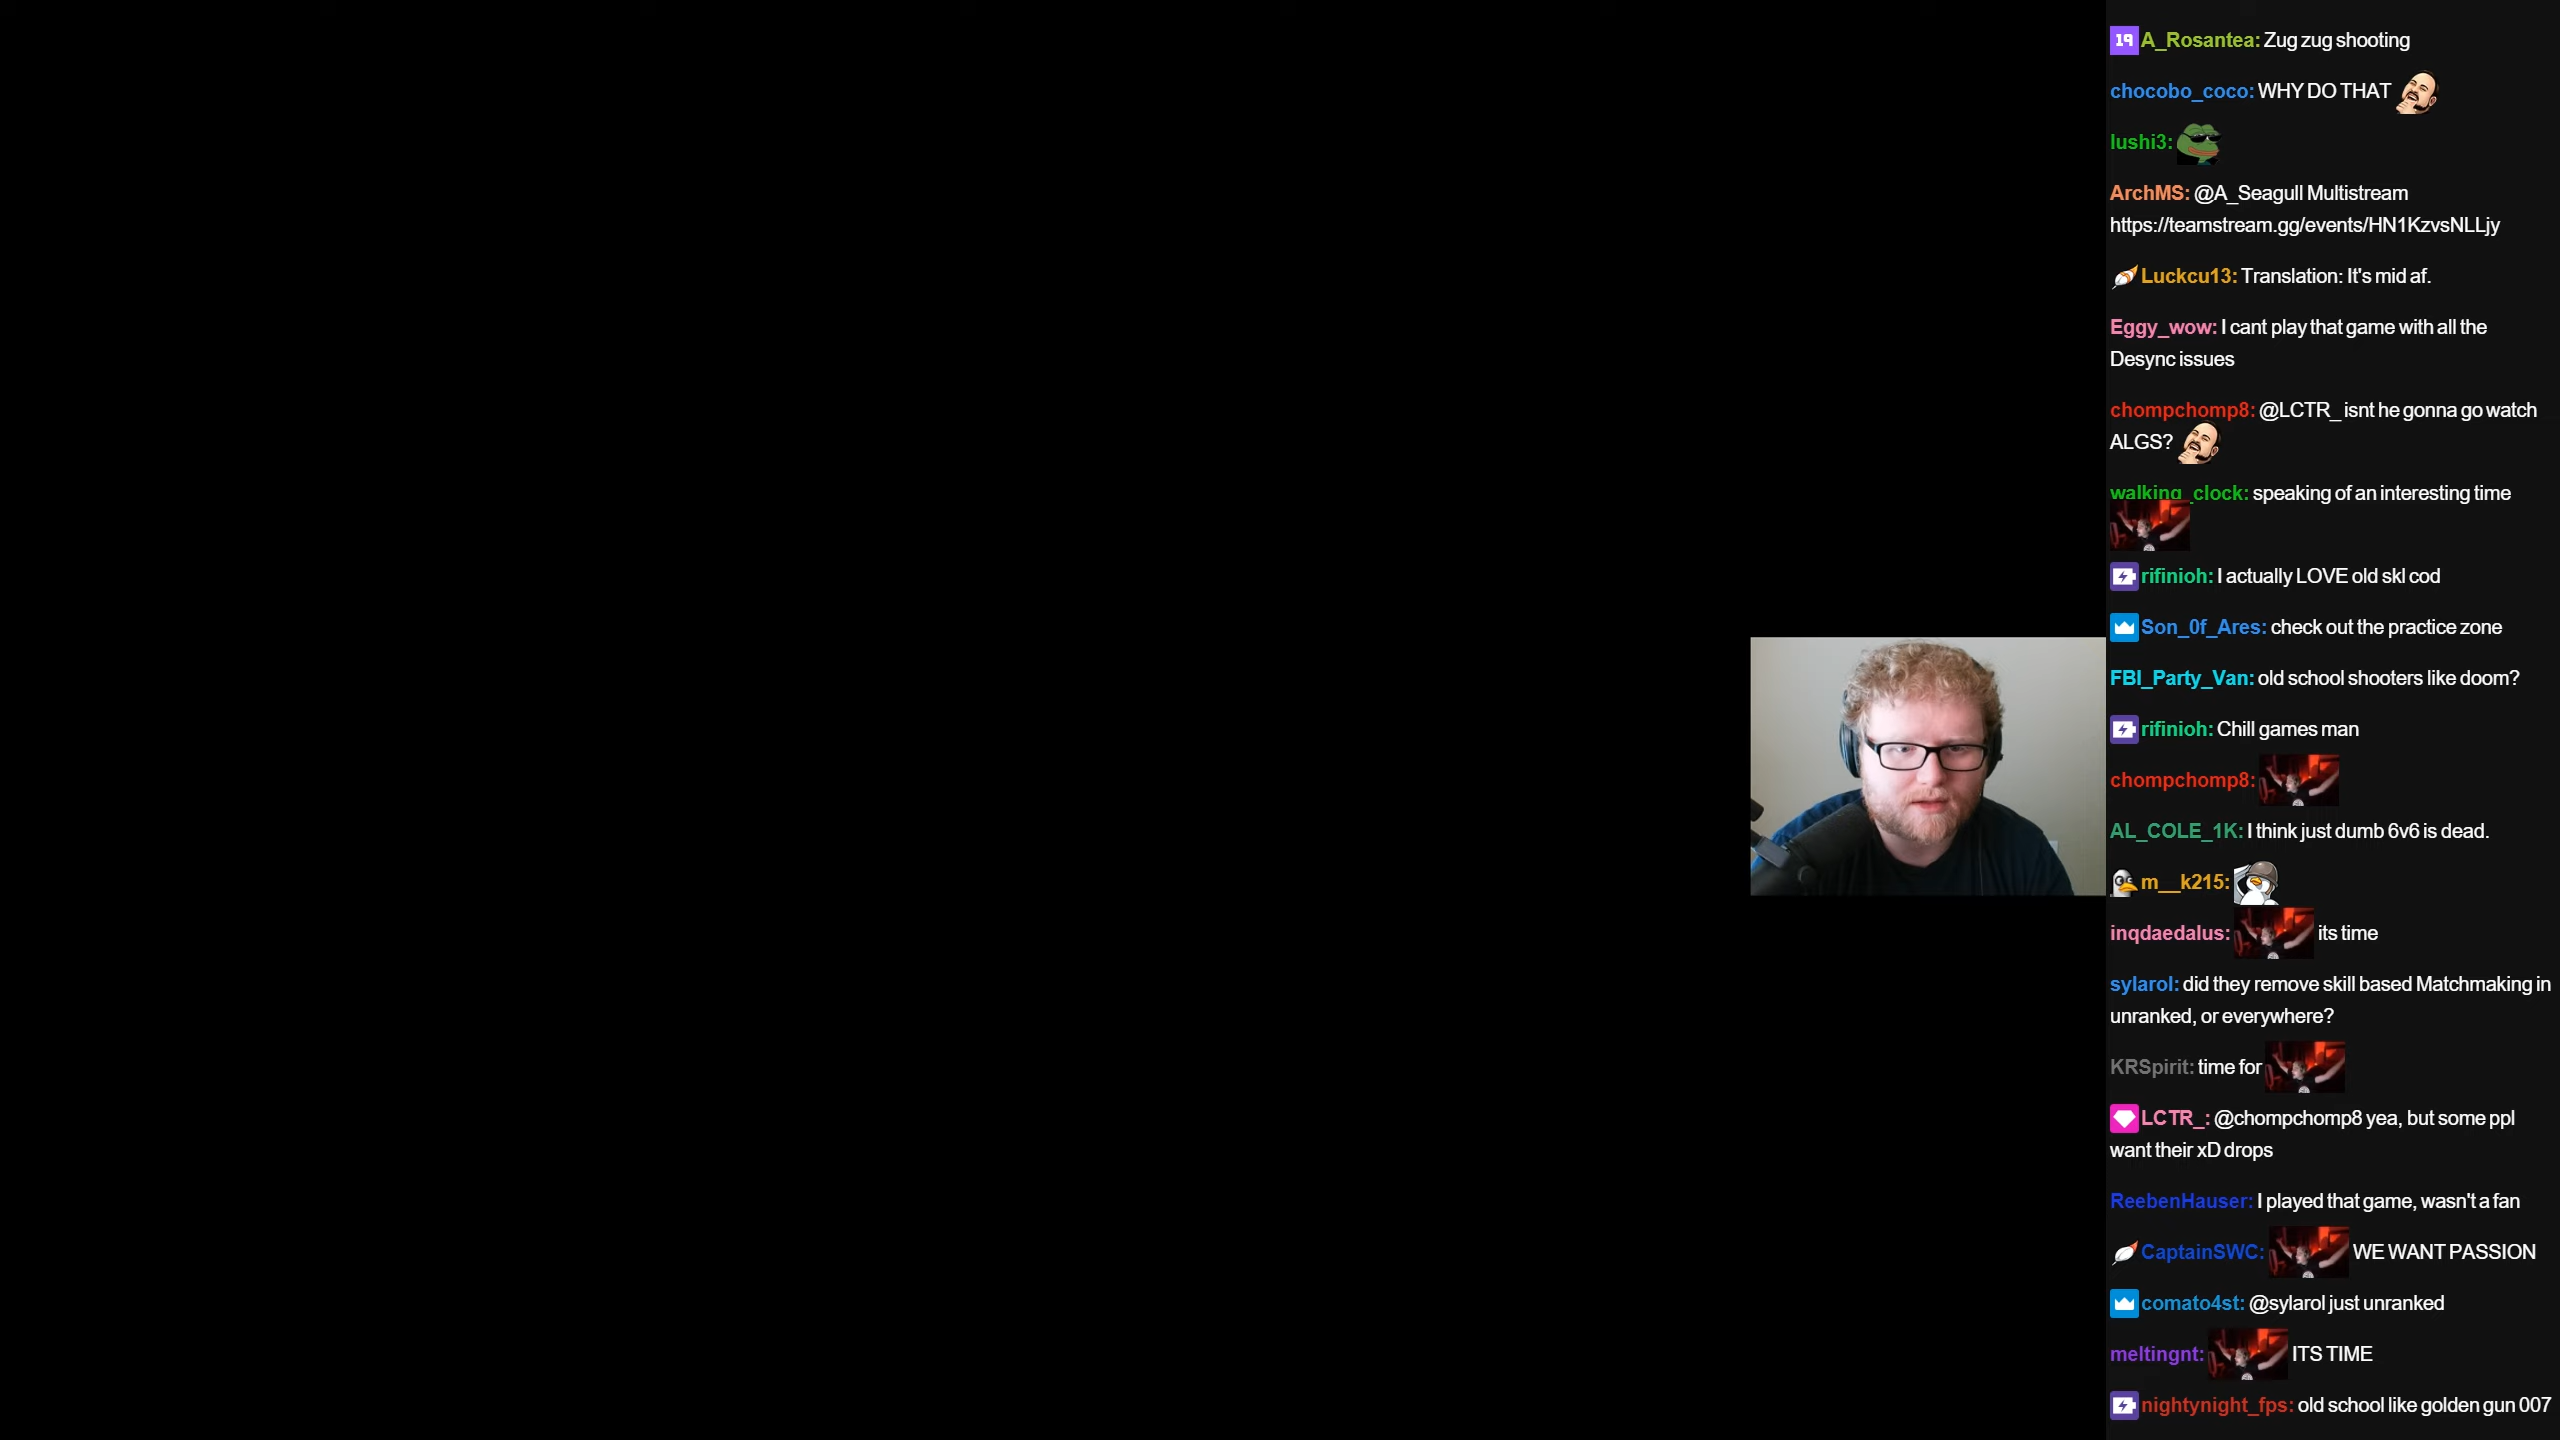 19 A_Rosantea: Zug zug shooting
chocobo_coco: WHY DO THAT
lushi3:
ArchMS: @A_Seagull Multistream
https://teamstream.gg/events/HN1KzvsNLLjy
Luckcu13: Translation: It's mid af.
Eggy_wow: I cant play that game with all the
Desync issues
chompchomp8: @LCTR_ isnt he gonna go watch
ALGS?
walking_clock: speaking of an interesting time
rifinioh: I actually LOVE old skl cod
Son_0f_Ares: check out the practice zone
FBI_Party_Van: old school shooters like doom?
rifinioh: Chill games man
chompchomp8:
AL_COLE_1K: I think just dumb 6v6 is dead.
m__k215:
inqdaedalus: its time
sylarol: did they remove skill based Matchmaking in
unranked, or everywhere?
KRSpirit: time for
LCTR_: @chompchomp8 yea, but some ppl
want their xD drops
ReebenHauser: I played that game, wasn't a fan
CaptainSWC: WE WANT PASSION
comato4st: @sylarol just unranked
meltingnt: ITS TIME
nightynight_fps: old school like golden gun 007